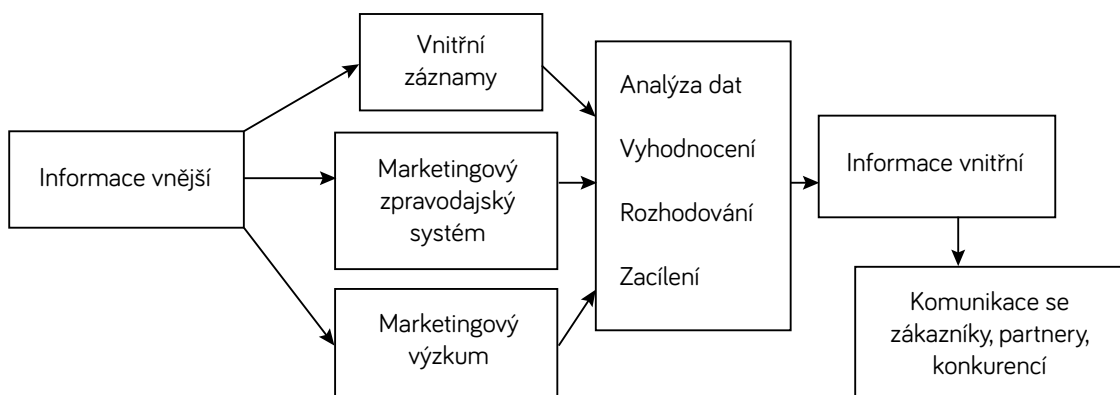 Informace vnější
Vnitřní
záznamy
Marketingový
zpravodajský
systém
Marketingový
výzkum
Analýza dat
Vyhodnocení
Rozhodování
Zacílení
Informace vnitřní
Komunikace se
zákazníky, partnery,
konkurencí